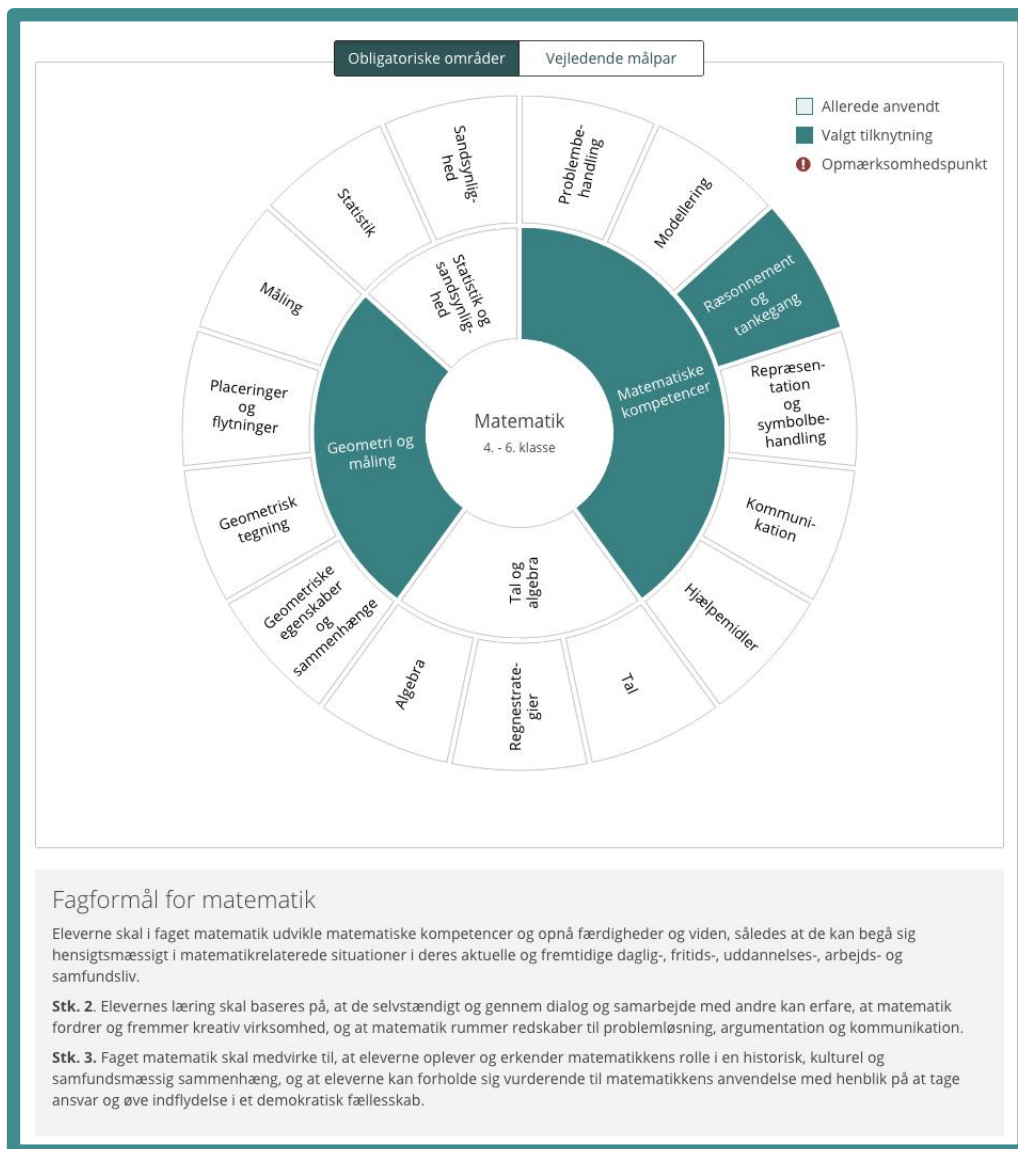 Obligatoriske områder
Vejledende målpar
Allerede anvendt
Valgt tilknytning
Opmærksomhedspunkt
Problembe-
handling
Modellering
Ræsonnement
og
tankegang
Repræsen-
tation
og
symbolbe-
handling
Kommuni-
kation
Hjælpemidler
Tal
Regnestrate-
gier
Algebra
Geometriske
egenskaber
og
sammenhænge
Geometrisk
tegning
Placeringer
og
flytninger
Måling
Statistik
Sandsynlig-
hed
Statistik og
sandsynlig-
hed
Matematiske
kompetencer
Tal og
algebra
Geometri og
måling
Matematik
4. - 6. klasse
Fagformål for matematik
Eleverne skal i faget matematik udvikle matematiske kompetencer og opnå færdigheder og viden, således at de kan begå sig
hensigtsmæssigt i matematikrelaterede situationer i deres aktuelle og fremtidige daglig-, fritids-, uddannelses-, arbejds- og
samfundsliv.
Stk. 2. Elevernes læring skal baseres på, at de selvstændigt og gennem dialog og samarbejde med andre kan erfare, at matematik
fordrer og fremmer kreativ virksomhed, og at matematik rummer redskaber til problemløsning, argumentation og kommunikation.
Stk. 3. Faget matematik skal medvirke til, at eleverne oplever og erkender matematikkens rolle i en historisk, kulturel og
samfundsmæssig sammenhæng, og at eleverne kan forholde sig vurderende til matematikkens anvendelse med henblik på at tage
ansvar og øve indflydelse i et demokratisk fællesskab.